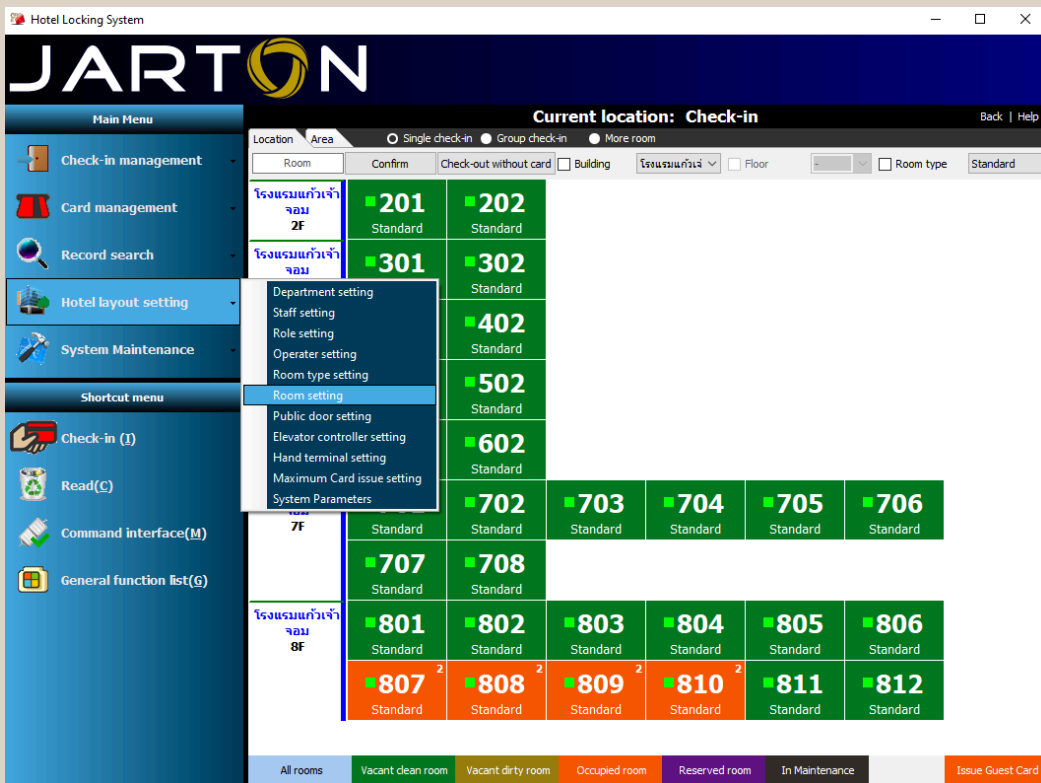 Hotel Locking System
JARTON
Main Menu
Current location: Check-in
Back | Help
Location Area Single check-in Group check-in More room
Room Confirm Check-out without card Building โรงแรมแก้วเจ่ Floor - Room type Standard
Check-in management
Card management
Record search
Hotel layout setting
System Maintenance
Shortcut menu
Check-in (I)
Read(C)
Command interface(M)
General function list(G)
Department setting
Staff setting
Role setting
Operater setting
Room type setting
Room setting
Public door setting
Elevator controller setting
Hand terminal setting
Maximum Card issue setting
System Parameters
โรงแรมแก้วเจ้า
จอม
2F
201 202
Standard Standard
โรงแรมแก้วเจ้า
จอม
301 302
Standard
402
Standard
502
Standard
602
Standard
7F
702 703 704 705 706
Standard Standard Standard Standard Standard Standard
707 708
Standard Standard
โรงแรมแก้วเจ้า
จอม
8F
801 802 803 804 805 806
Standard Standard Standard Standard Standard Standard
807 2 808 2 809 2 810 2 811 812
Standard Standard Standard Standard Standard Standard
All rooms Vacant clean room Vacant dirty room Occupied room Reserved room In Maintenance Issue Guest Card